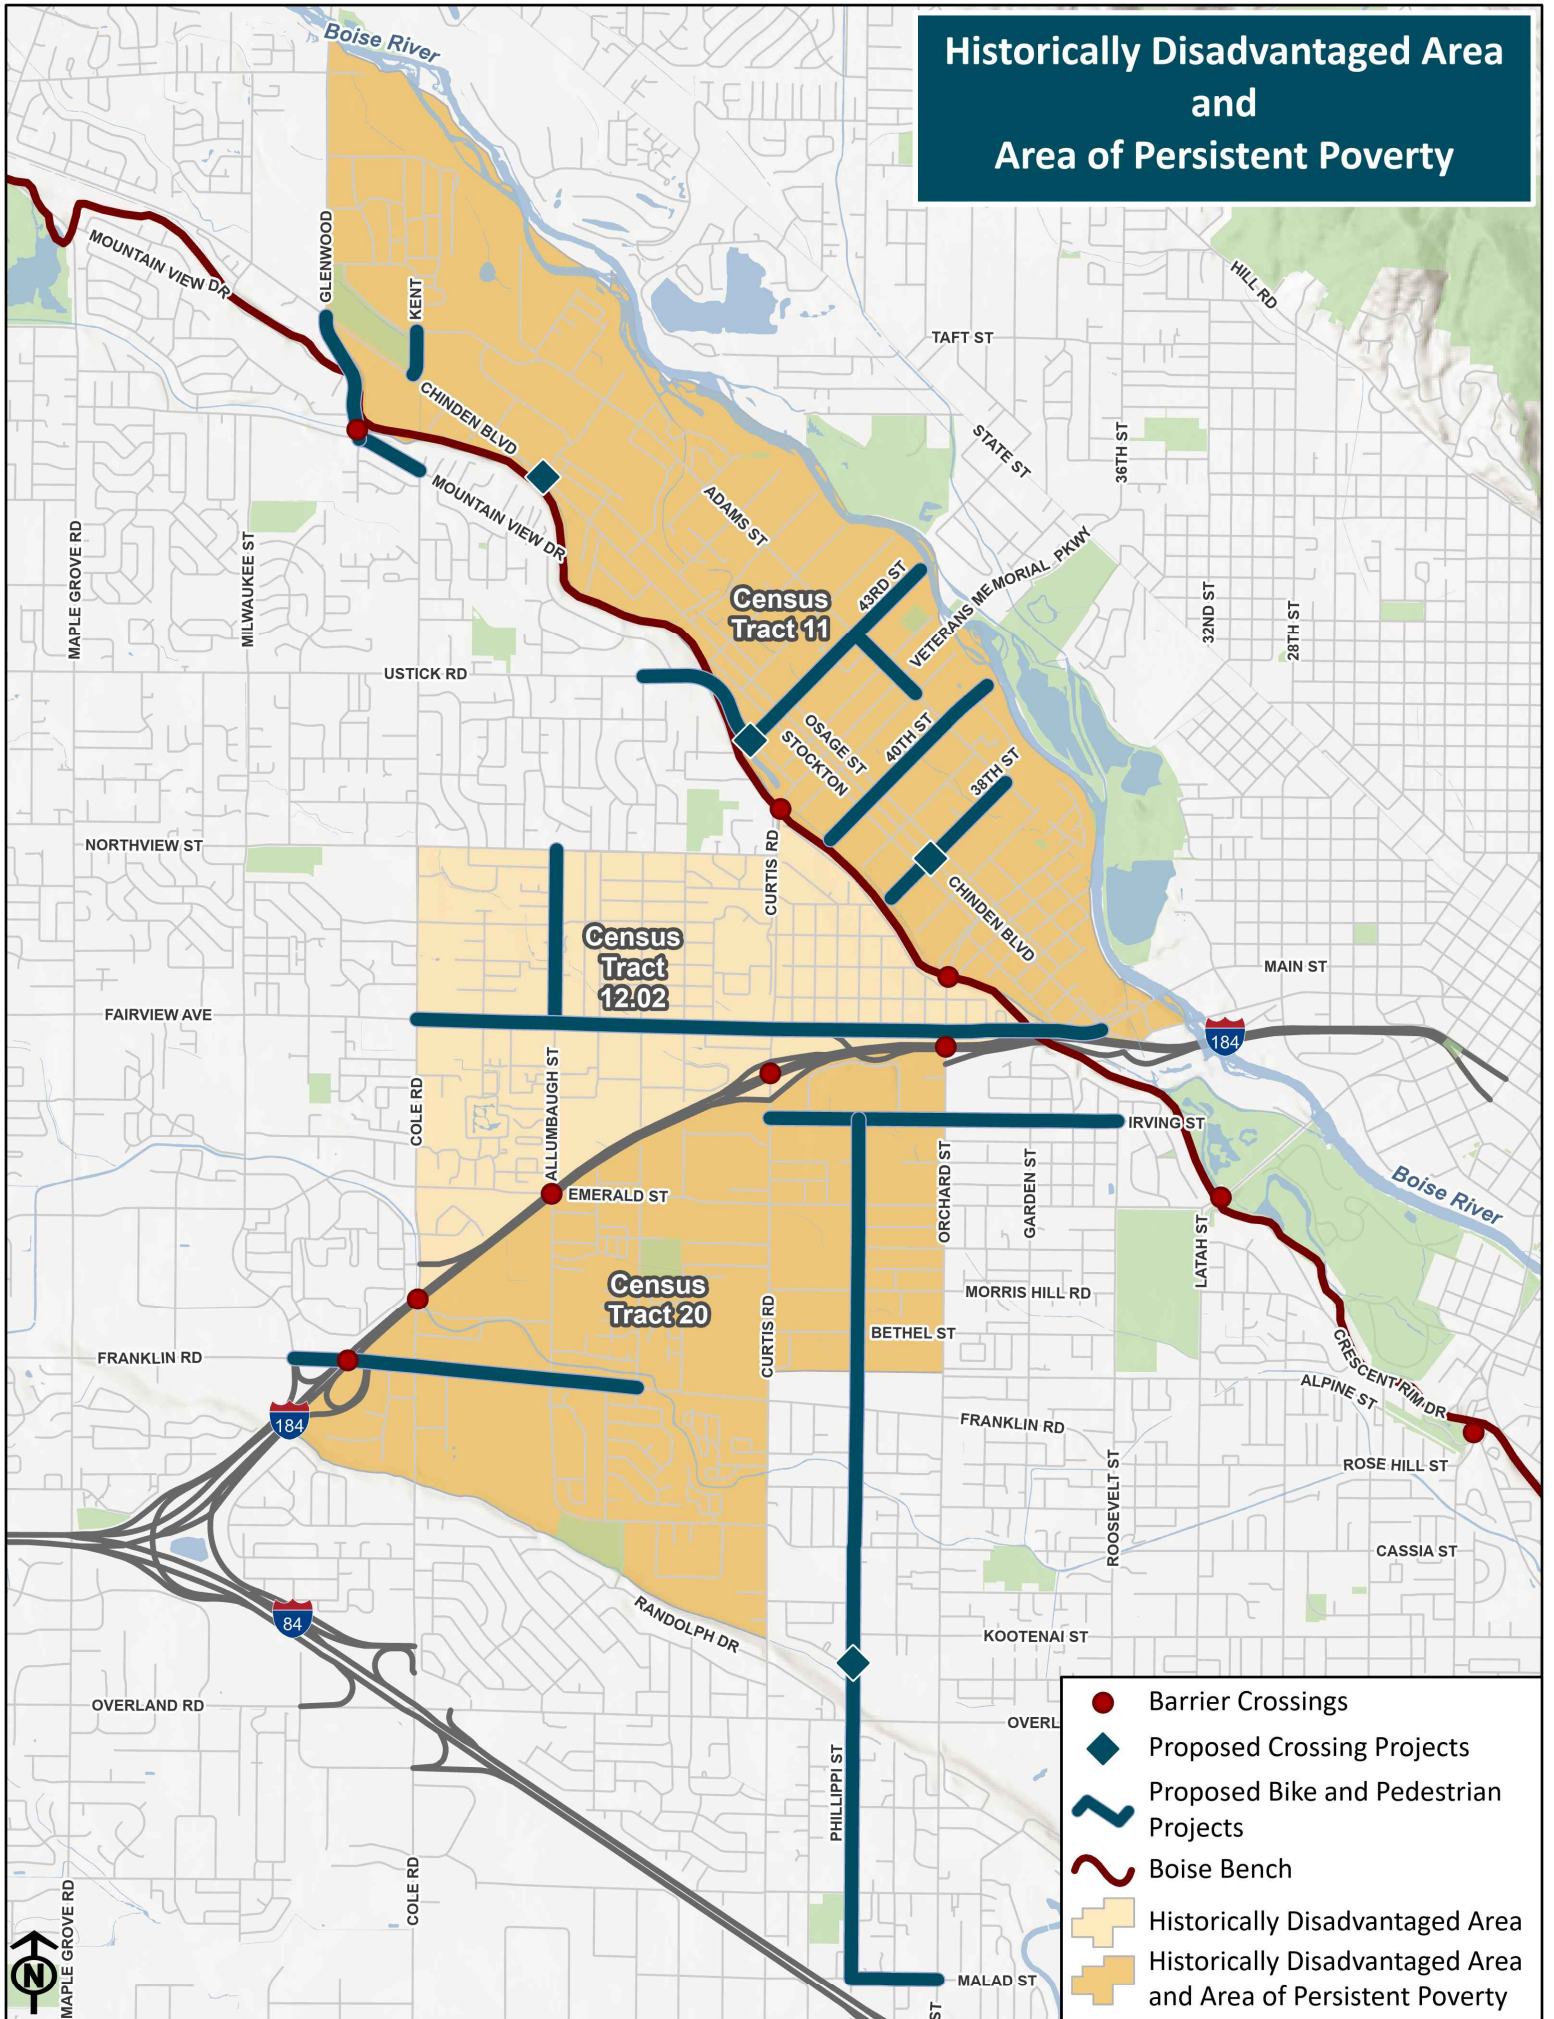 Historically Disadvantaged Area
and
Area of Persistent Poverty
Boise River
MOUNTAIN VIEW DR
GLENWOOD
KENT
HILL RD
TAFT ST
CHINDEN BLVD
STATE ST
36TH ST
MOUNTAIN VIEW DR
ADAMS ST
MAPLE GROVE RD
MILWAUKEE ST
VETERANS MEMORIAL PKWY
43RD ST
32ND ST
28TH ST
Census
Tract 11
USTICK RD
OSAGE ST
STOCKTON
40TH ST
38TH ST
NORTHVIEW ST
CURTIS RD
CHINDEN BLVD
Census
Tract
12.02
MAIN ST
FAIRVIEW AVE
184
COLE RD
ALLUMBAUGH ST
IRVING ST
EMERALD ST
ORCHARD ST
GARDEN ST
LATAH ST
Boise River
Census
Tract 20
MORRIS HILL RD
CURTIS RD
BETHEL ST
FRANKLIN RD
CRESCENT RIM DR
ALPINE ST
184
FRANKLIN RD
ROSE HILL ST
ROOSEVELT ST
CASSIA ST
84
RANDOLPH DR
KOOTENAI ST
OVERLAND RD
OVERL
PHILLIPPI ST
COLE RD
MAPLE GROVE RD
MALAD ST
ST
N
Barrier Crossings
Proposed Crossing Projects
Proposed Bike and Pedestrian
Projects
Boise Bench
Historically Disadvantaged Area
Historically Disadvantaged Area
and Area of Persistent Poverty